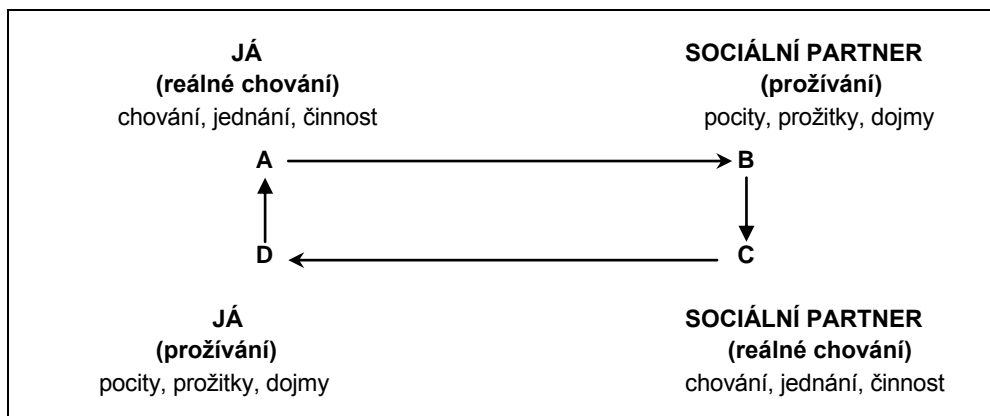 JÁ
(reálné chování)
chování, jednání, činnost
SOCIÁLNÍ PARTNER
(prožívání)
pocity, prožitky, dojmy
A
B
D
C
JÁ
(prožívání)
pocity, prožitky, dojmy
SOCIÁLNÍ PARTNER
(reálné chování)
chování, jednání, činnost